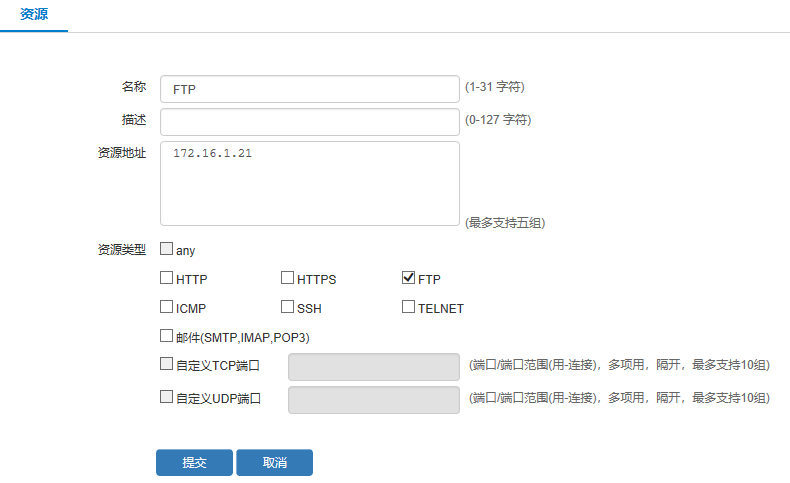 资源
名称 FTP (1-31 字符)
描述 (0-127 字符)
资源地址 172.16.1.21
(最多支持五组)
资源类型 any
HTTP HTTPS FTP
ICMP SSH TELNET
邮件(SMTP,IMAP,POP3)
自定义TCP端口 (端口/端口范围(用-连接)，多项用，隔开，最多支持10组)
自定义UDP端口 (端口/端口范围(用-连接)，多项用，隔开，最多支持10组)
提交 取消